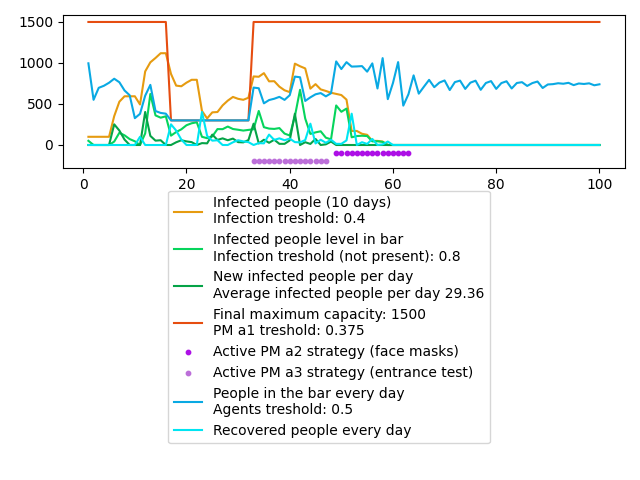 1500
1000
500
0
0
20
40
60
80
100
Infected people (10 days)
Infection treshold: 0.4
Infected people level in bar
Infection treshold (not present): 0.8
New infected people per day
Average infected people per day 29.36
Final maximum capacity: 1500
PM a1 treshold: 0.375
Active PM a2 strategy (face masks)
Active PM a3 strategy (entrance test)
People in the bar every day
Agents treshold: 0.5
Recovered people every day